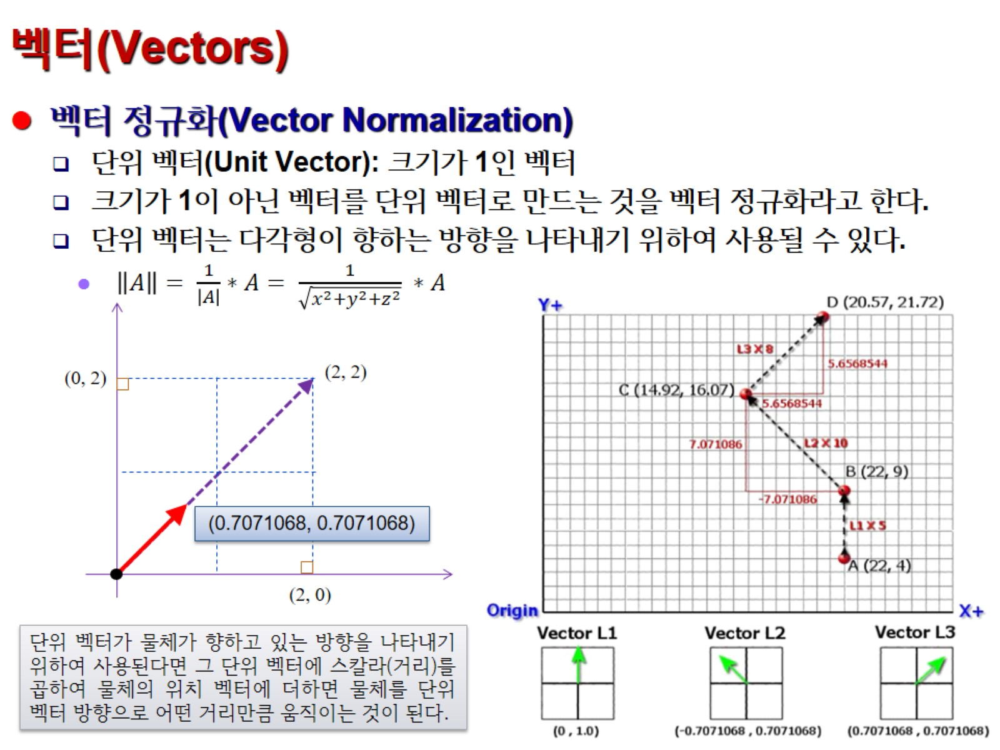 벡터(Vectors)
벡터 정규화(Vector Normalization)
단위 벡터(Unit Vector): 크기가 1인 벡터
크기가 1이 아닌 벡터를 단위 벡터로 만드는 것을 벡터 정규화라고 한다.
단위 벡터는 다각형이 향하는 방향을 나타내기 위하여 사용될 수 있다.
‖A‖ = 1/|A| * A = 1/√(x²+y²+z²) * A
(0, 2)
(2, 2)
(0.7071068, 0.7071068)
(2, 0)
단위 벡터가 물체가 향하고 있는 방향을 나타내기
위하여 사용된다면 그 단위 벡터에 스칼라(거리)를
곱하여 물체의 위치 벡터에 더하면 물체를 단위
벡터 방향으로 어떤 거리만큼 움직이는 것이 된다.
Y+
D (20.57, 21.72)
L3 X 8
5.6568544
C (14.92, 16.07)
5.6568544
7.071086
L2 X 10
B (22, 9)
-7.071086
L1 X 5
A (22, 4)
Origin
X+
Vector L1
Vector L2
Vector L3
(0 , 1.0)
(-0.7071068 , 0.7071068)
(0.7071068 , 0.7071068)